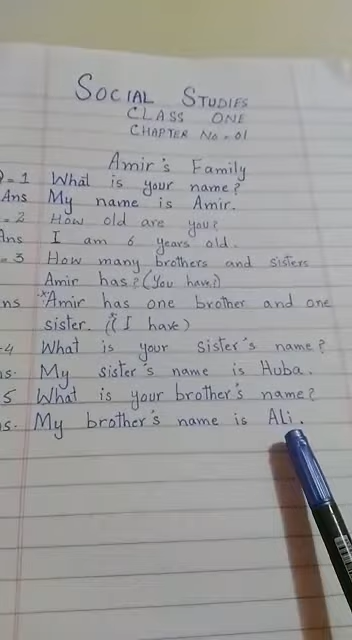 SOCIAL STUDIES
CLASS ONE
CHAPTER No = 01
Amir's Family
= 1 What is your name?
Ans My name is Amir.
= 2 How old are you?
Ans I am 6 years old.
= 3 How many brothers and sisters
Amir has? (You have?)
ns *Amir has one brother and one
sister. (*I have)
-4 What is your sister's name?
s. My sister's name is Huba.
5 What is your brother's name?
s. My brother's name is ALi.